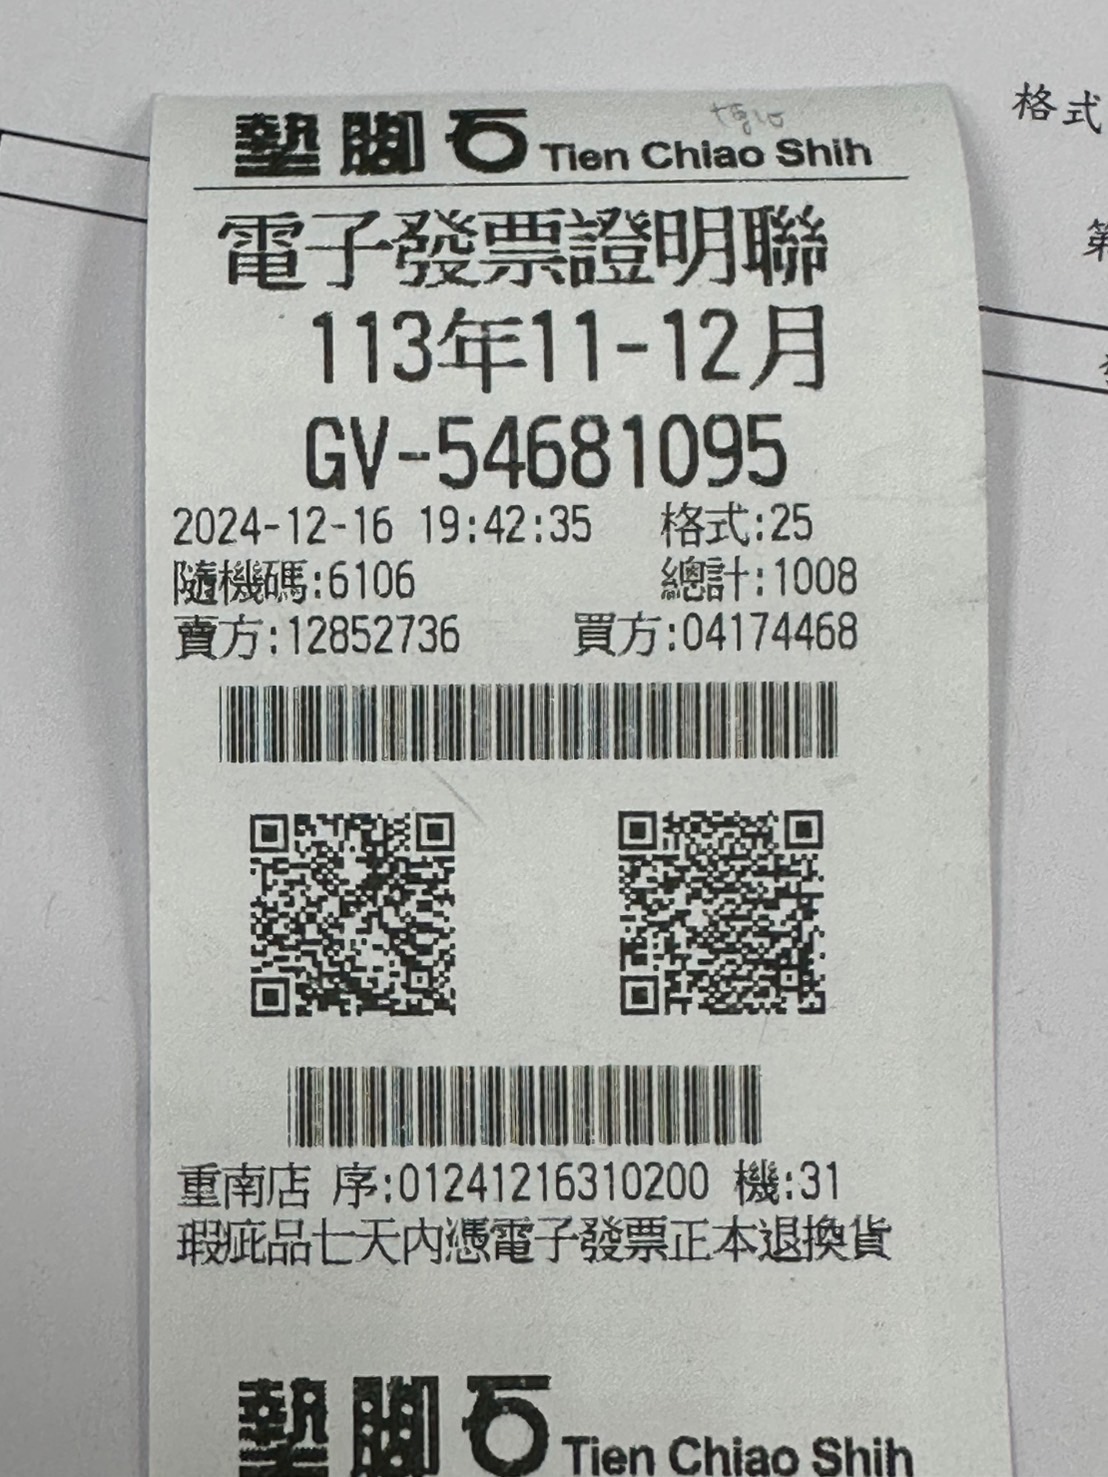 墊腳石 Tien Chiao Shih
電子發票證明聯
113年11-12月
GV-54681095
2024-12-16 19:42:35 格式:25
隨機碼:6106 總計:1008
賣方:12852736 買方:04174468
重南店 序:01241216310200 機:31
瑕疵品七天內憑電子發票正本退換貨
墊腳石 Tien Chiao Shih
格式
第